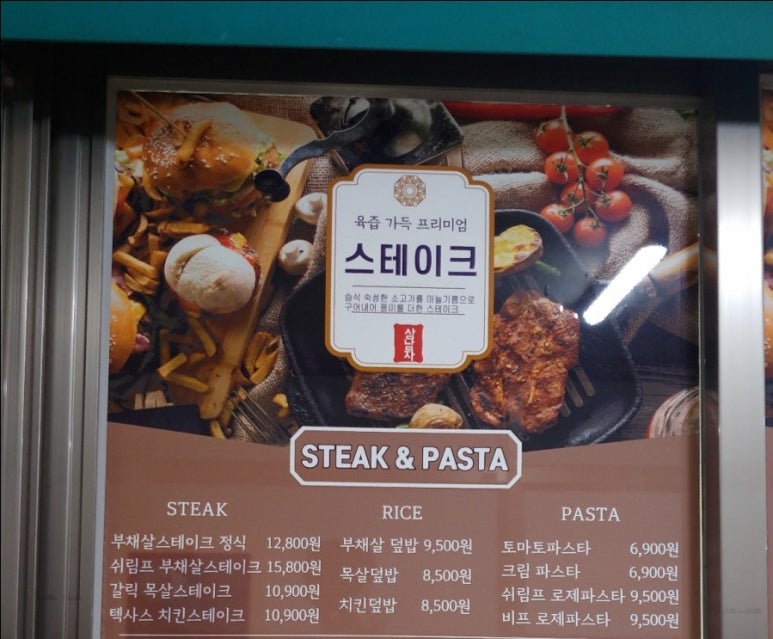 육즙 가득 프리미엄
스테이크
습식 숙성한 소고기를 마늘기름으로
구어내어 풍미를 더한 스테이크
STEAK & PASTA
STEAK
부채살스테이크 정식 12,800원
쉬림프 부채살스테이크 15,800원
갈릭 목살스테이크 10,900원
텍사스 치킨스테이크 10,900원
RICE
부채살 덮밥 9,500원
목살덮밥 8,500원
치킨덮밥 8,500원
PASTA
토마토파스타 6,900원
크림 파스타 6,900원
쉬림프 로제파스타 9,500원
비프 로제파스타 9,500원